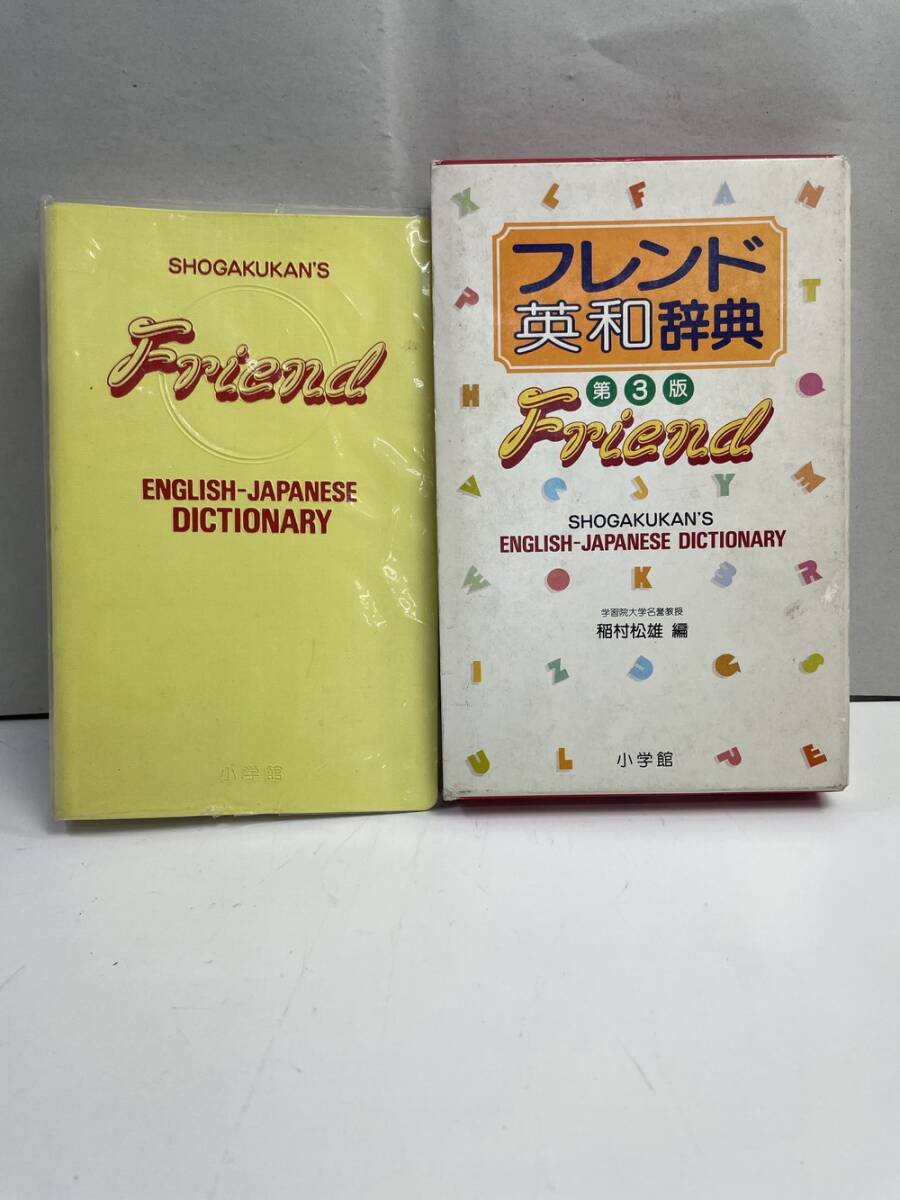 SHOGAKUKAN'S
Friend
ENGLISH-JAPANESE
DICTIONARY
小学館
X L F A N
フレンド
英和辞典
P T
第3版
H Q
Friend
V C J Y M
SHOGAKUKAN'S
ENGLISH-JAPANESE DICTIONARY
W O K B R
学習院大学名誉教授
稲村松雄 編
I Z D G S
小学館
U L P E